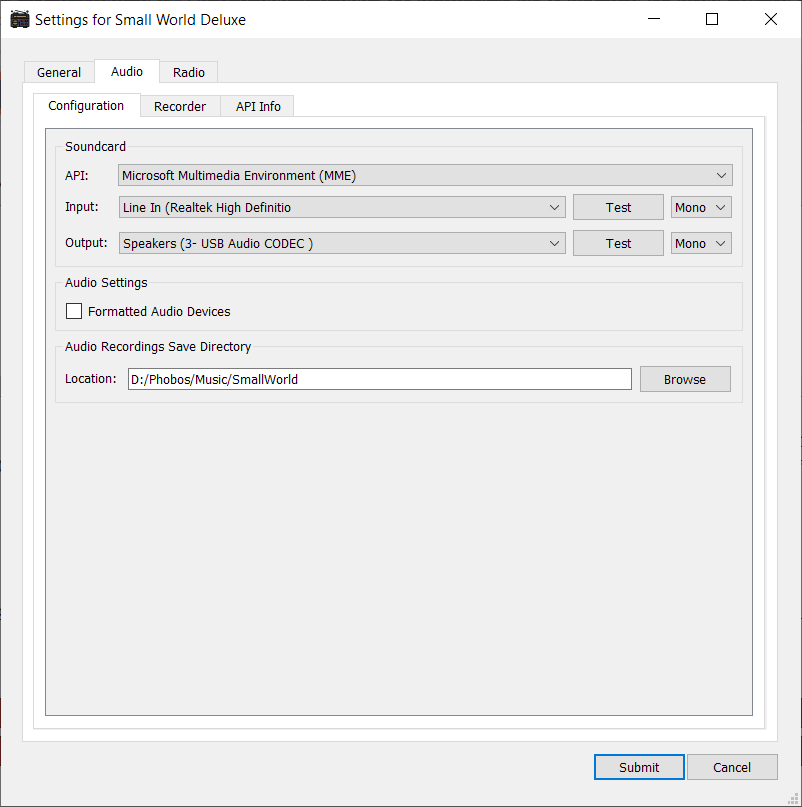 Settings for Small World Deluxe
General Audio Radio
Configuration Recorder API Info
Soundcard
API: Microsoft Multimedia Environment (MME)
Input: Line In (Realtek High Definitio Test Mono
Output: Speakers (3- USB Audio CODEC ) Test Mono
Audio Settings
Formatted Audio Devices
Audio Recordings Save Directory
Location: D:/Phobos/Music/SmallWorld Browse
Submit Cancel